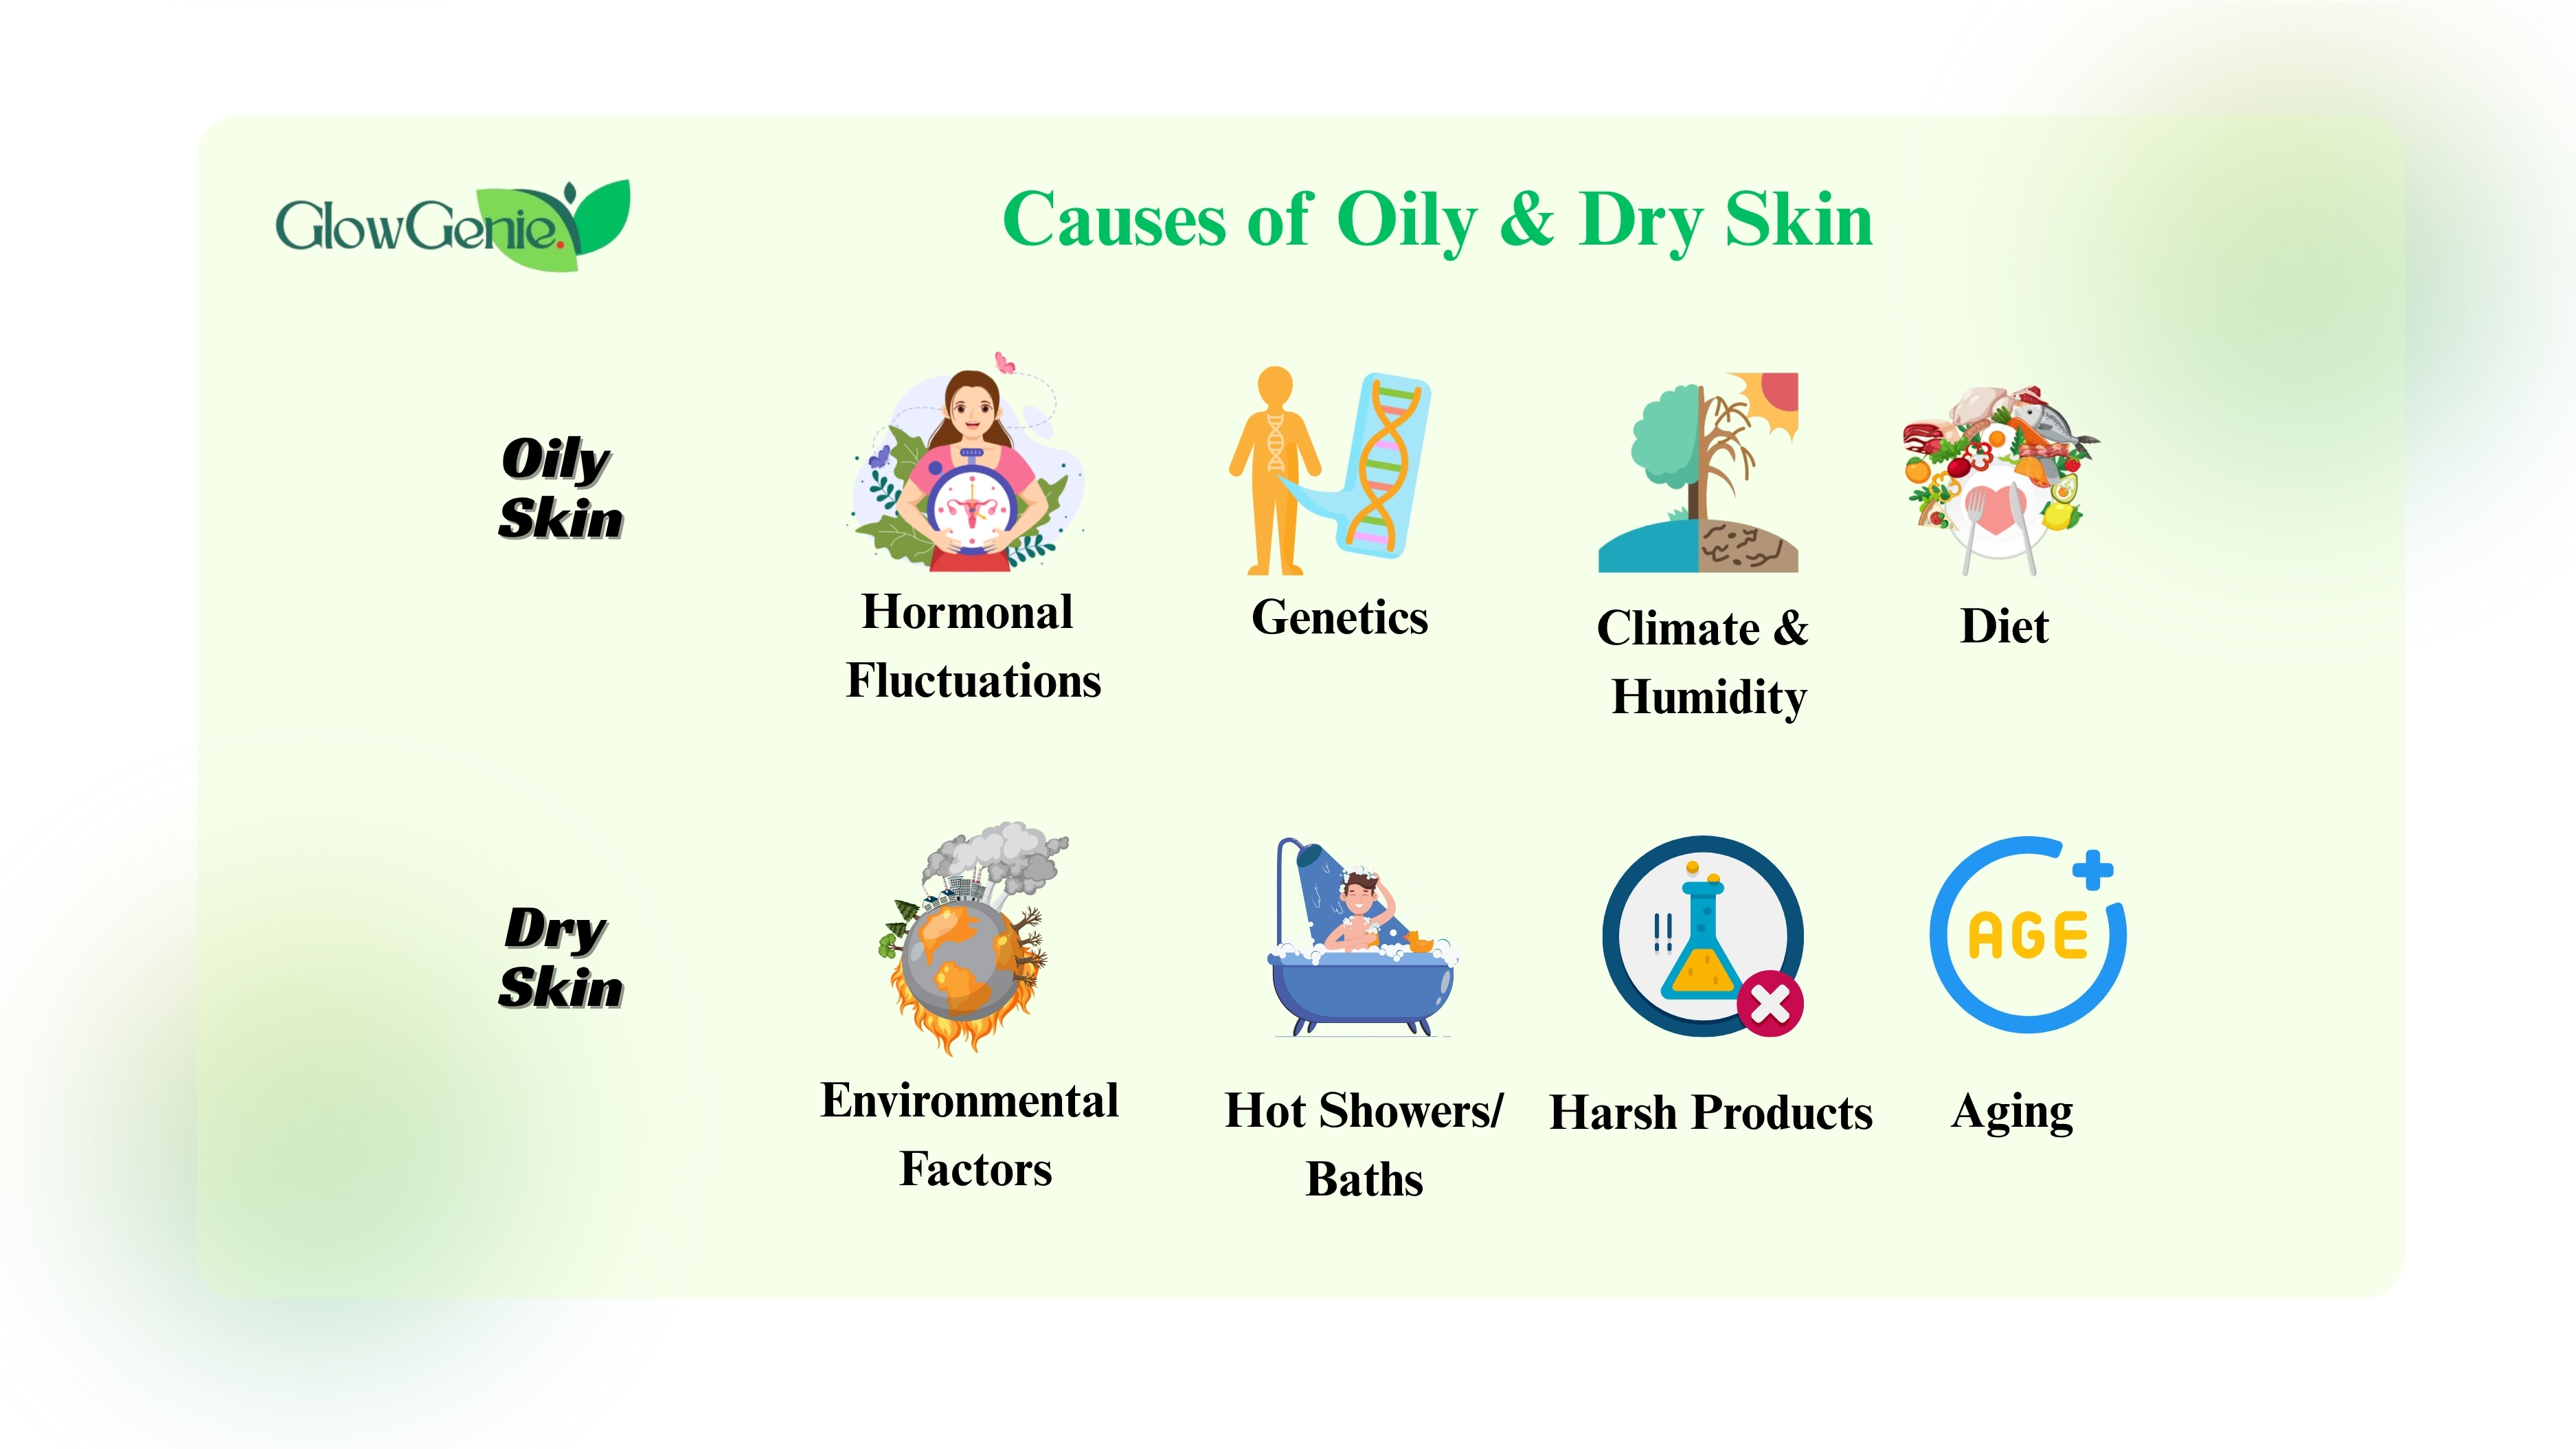 GlowGenie.
Causes of Oily & Dry Skin
Oily
Skin
Hormonal
Fluctuations
Genetics
Climate &
Humidity
Diet
Dry
Skin
AGE
Environmental
Factors
Hot Showers/
Baths
Harsh Products
Aging